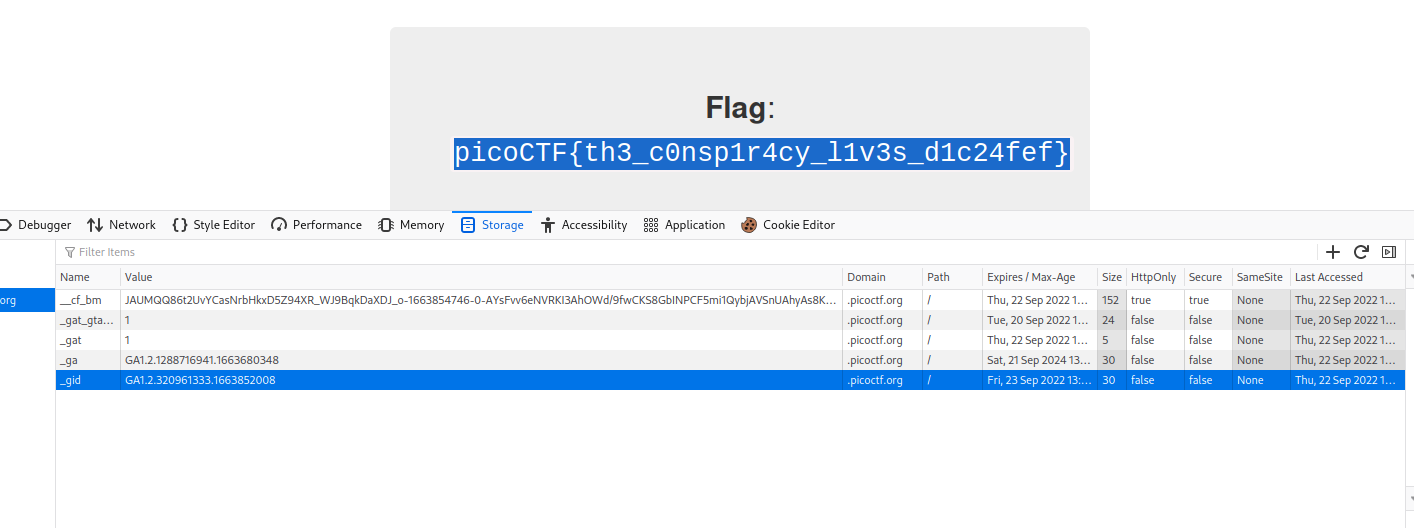 Flag:
picoCTF{th3_c0nsp1r4cy_l1v3s_d1c24fef}
Debugger Network Style Editor Performance Memory Storage Accessibility Application Cookie Editor
Filter Items
Name Value Domain Path Expires / Max-Age Size HttpOnly Secure SameSite Last Accessed
org
__cf_bm JAUMQQ86t2UvYCasNrbHkxD5Z94XR_WJ9BqkDaXDJ_o-1663854746-0-AYsFvv6eNVRKI3AhOWd/9fwCKS8GbINPCF5mi1QybjAVSnUAhyAs8K... .picoctf.org / Thu, 22 Sep 2022 1... 152 true true None Thu, 22 Sep 2022 1...
_gat_gta... 1 .picoctf.org / Tue, 20 Sep 2022 1... 24 false false None Tue, 20 Sep 2022 1...
_gat 1 .picoctf.org / Thu, 22 Sep 2022 1... 5 false false None Thu, 22 Sep 2022 1...
_ga GA1.2.1288716941.1663680348 .picoctf.org / Sat, 21 Sep 2024 13... 30 false false None Thu, 22 Sep 2022 1...
_gid GA1.2.320961333.1663852008 .picoctf.org / Fri, 23 Sep 2022 13:... 30 false false None Thu, 22 Sep 2022 1...